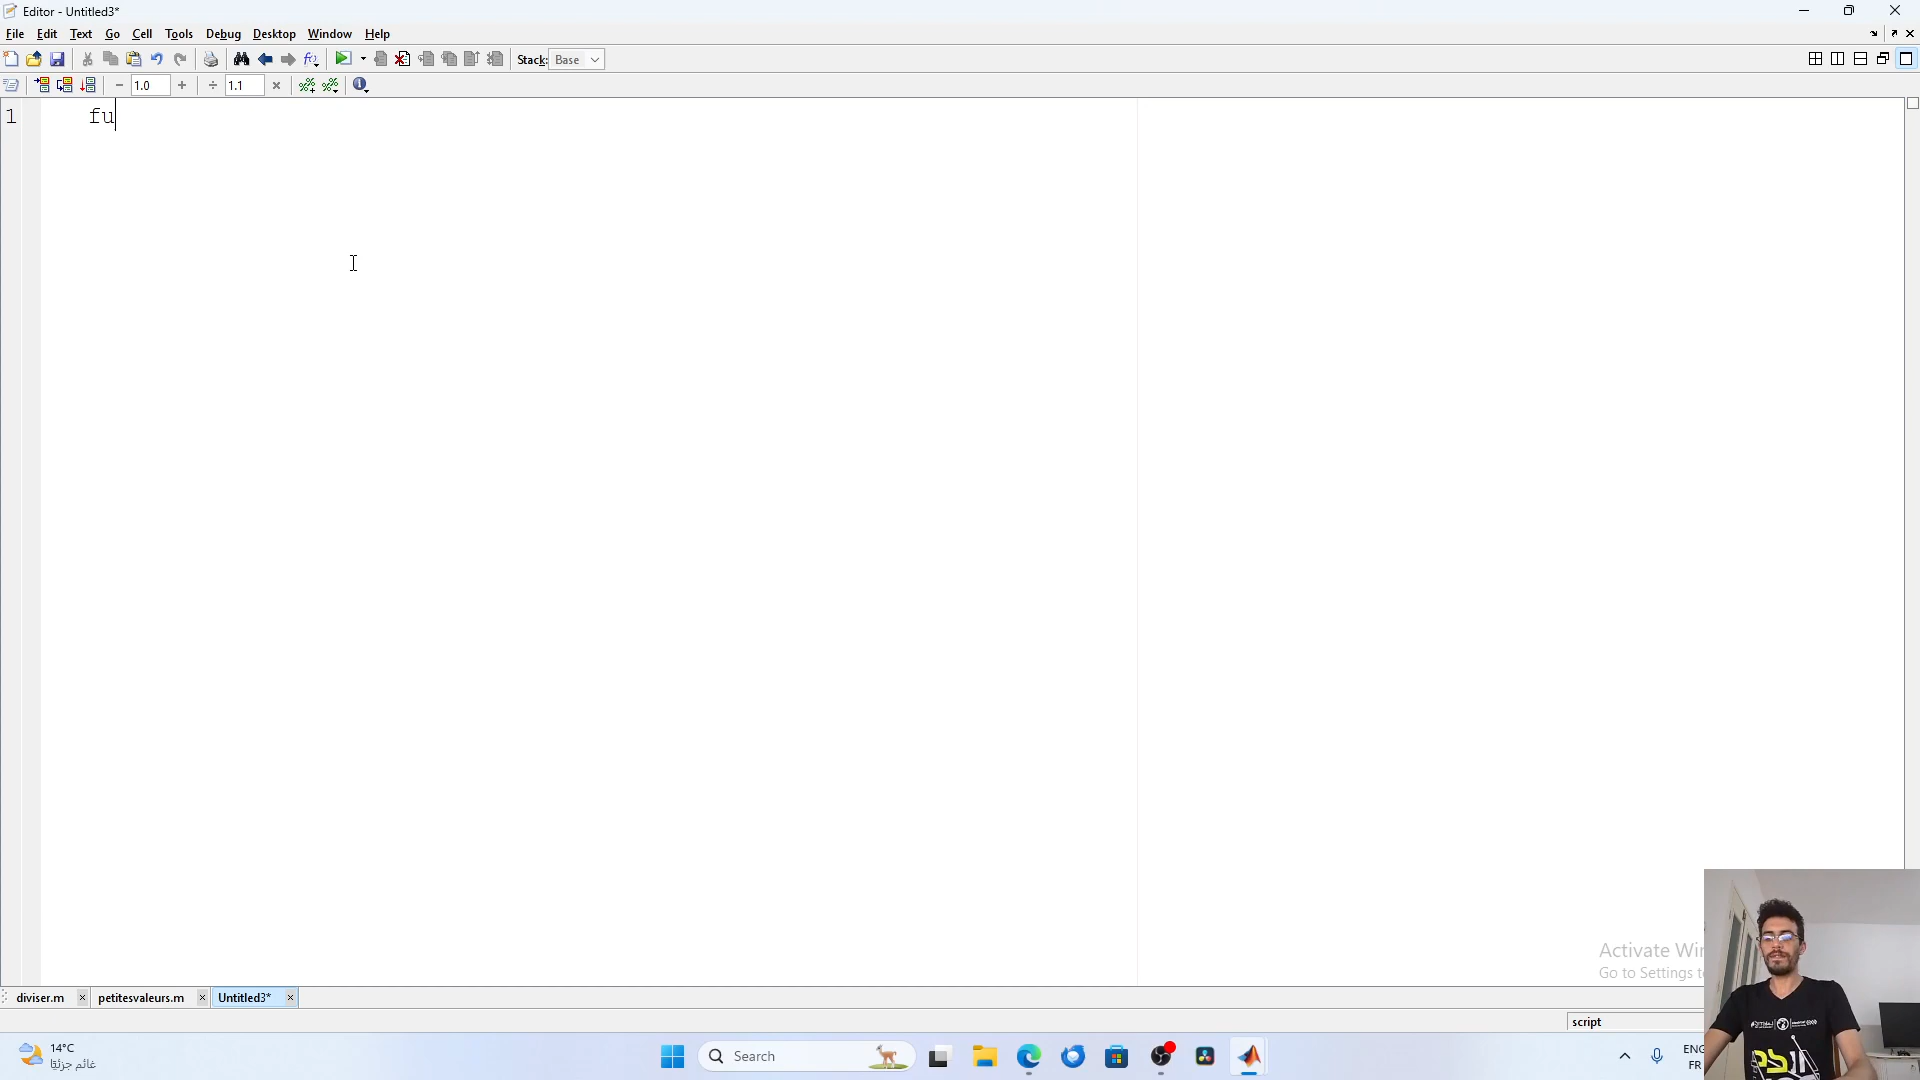 Editor - Untitled3*
File Edit Text Go Cell Tools Debug Desktop Window Help
Stack: Base
1.0 1.1
1 fu
Activate Wi
Go to Settings t
diviser.m petitesvaleurs.m Untitled3*
script
14°C
غائم جزئيًا
Search
ENG
FR